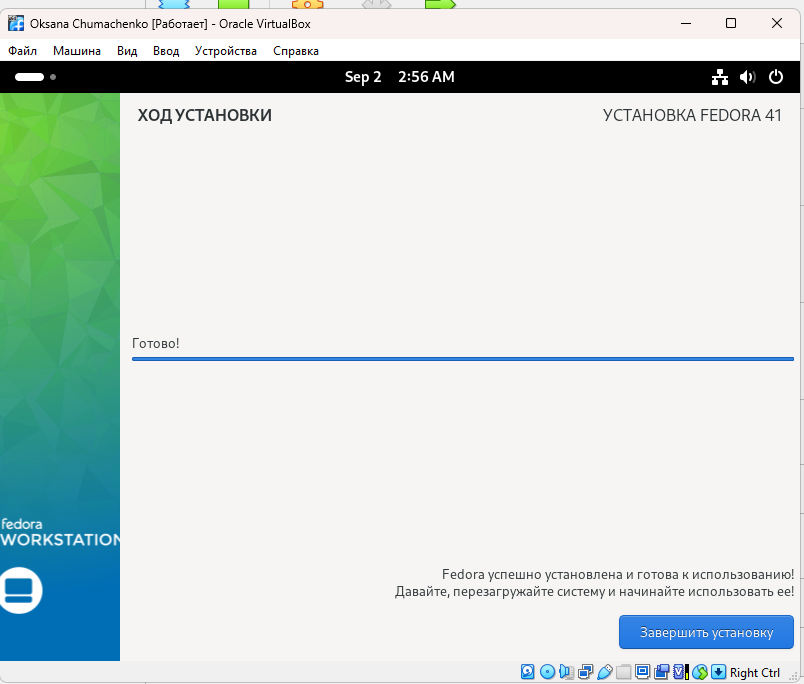 Oksana Chumachenko [Работает] - Oracle VirtualBox
Файл Машина Вид Ввод Устройства Справка
Sep 2 2:56 AM
ХОД УСТАНОВКИ
УСТАНОВКА FEDORA 41
Готово!
fedora
WORKSTATION
Fedora успешно установлена и готова к использованию!
Давайте, перезагружайте систему и начинайте использовать ее!
Завершить установку
Right Ctrl